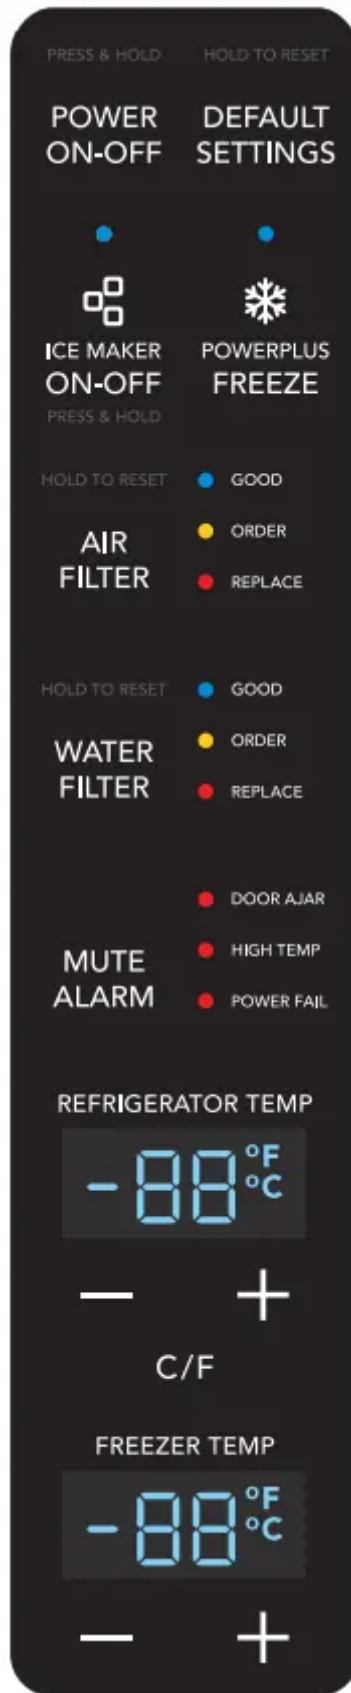 PRESS & HOLD HOLD TO RESET
POWER DEFAULT
ON-OFF SETTINGS
ICE MAKER POWERPLUS
ON-OFF FREEZE
PRESS & HOLD
HOLD TO RESET GOOD
AIR ORDER
FILTER REPLACE
HOLD TO RESET GOOD
WATER ORDER
FILTER REPLACE
DOOR AJAR
MUTE HIGH TEMP
ALARM POWER FAIL
REFRIGERATOR TEMP
-88 °F
°C
— +
C/F
FREEZER TEMP
-88 °F
°C
— +